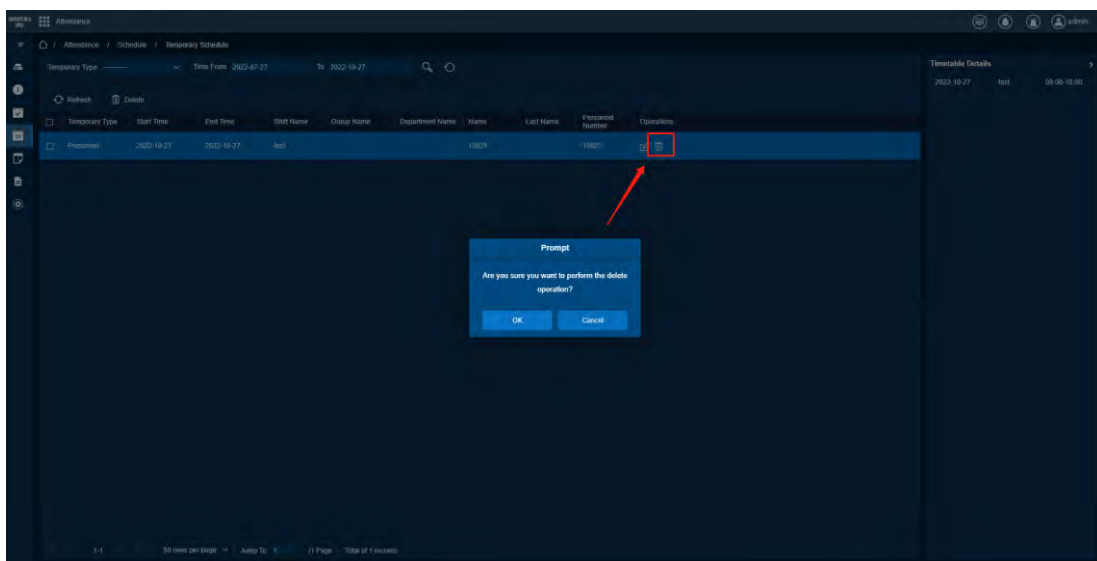 Attendance
admin
/ Attendance / Schedule / Temporary Schedule
Temporary Type ------ Time From 2022-07-27 To 2022-10-27
Refresh Delete
Temporary Type Start Time End Time Shift Name Group Name Department Name Name Last Name Personnel Number Operations
Personnel 2022-10-27 2022-10-27 test
Timetable Details
2022-10-27 test 09:00-18:00
Prompt
Are you sure you want to perform the delete
operation?
OK Cancel
1-1 50 rows per page Jump To 1 /1 Page Total of 1 records